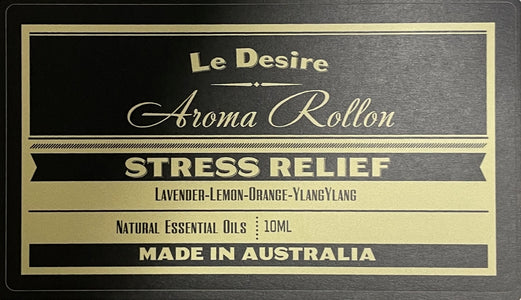 Le Desire
Aroma Rollon
STRESS RELIEF
LAVENDER-LEMON-ORANGE-YLANGYLANG
NATURAL ESSENTIAL OILS 10ML
MADE IN AUSTRALIA